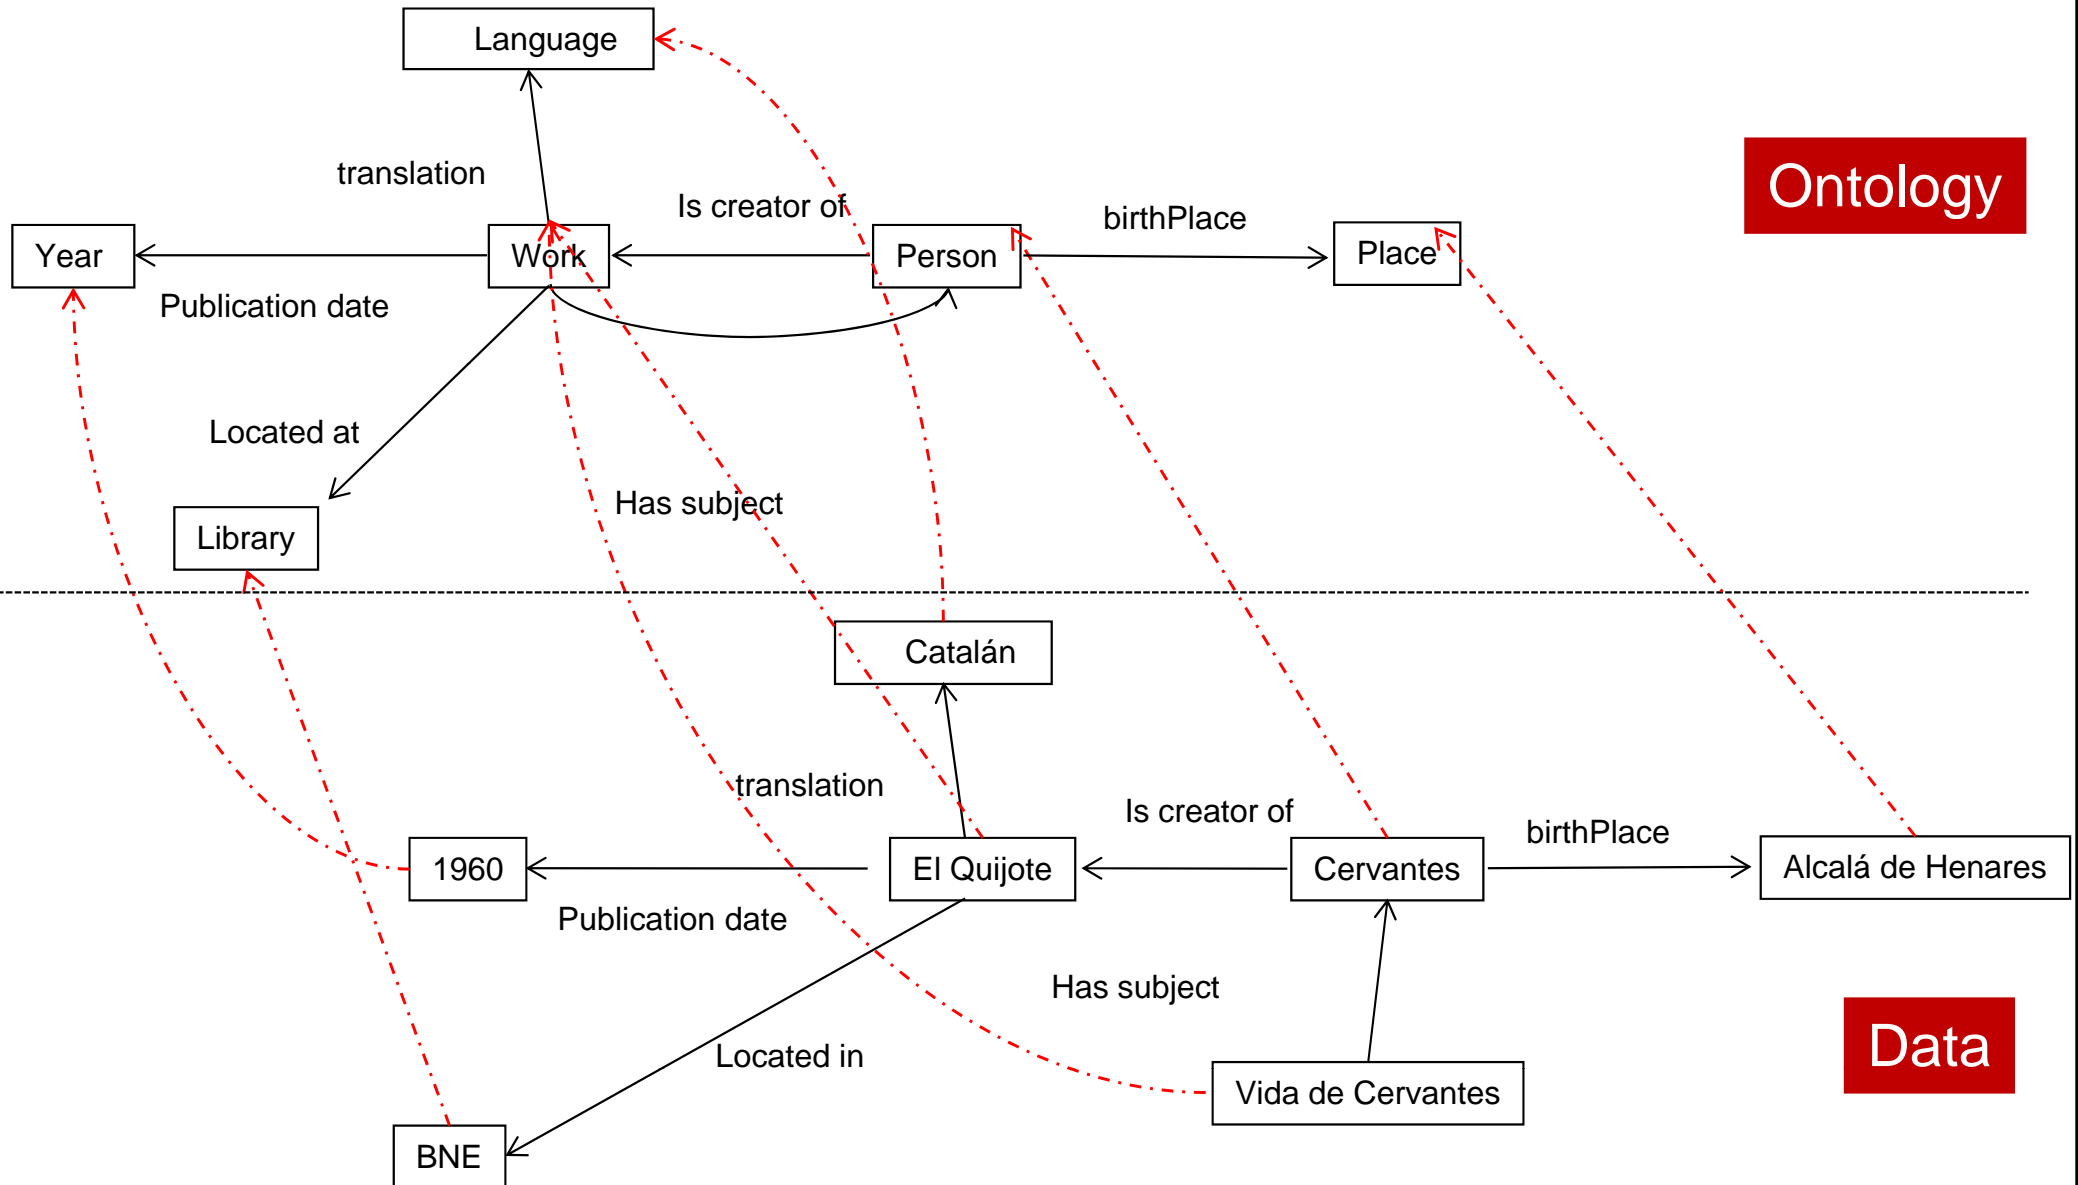 Language
translation
Is creator of
birthPlace
Ontology
Year
Work
Person
Place
Publication date
Located at
Has subject
Library
Catalán
translation
Is creator of
birthPlace
1960
El Quijote
Cervantes
Alcalá de Henares
Publication date
Has subject
Data
Located in
Vida de Cervantes
BNE